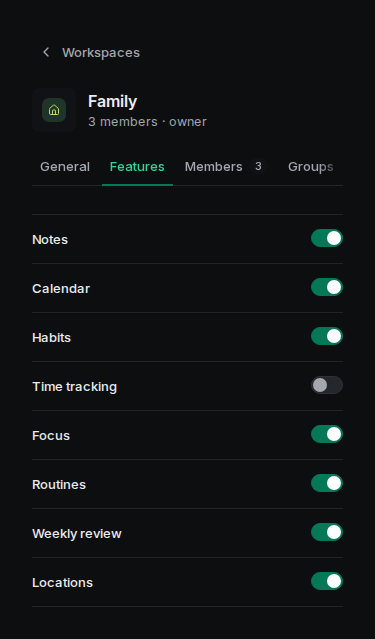 Workspaces
Family
3 members · owner
General Features Members 3 Groups
Notes
Calendar
Habits
Time tracking
Focus
Routines
Weekly review
Locations